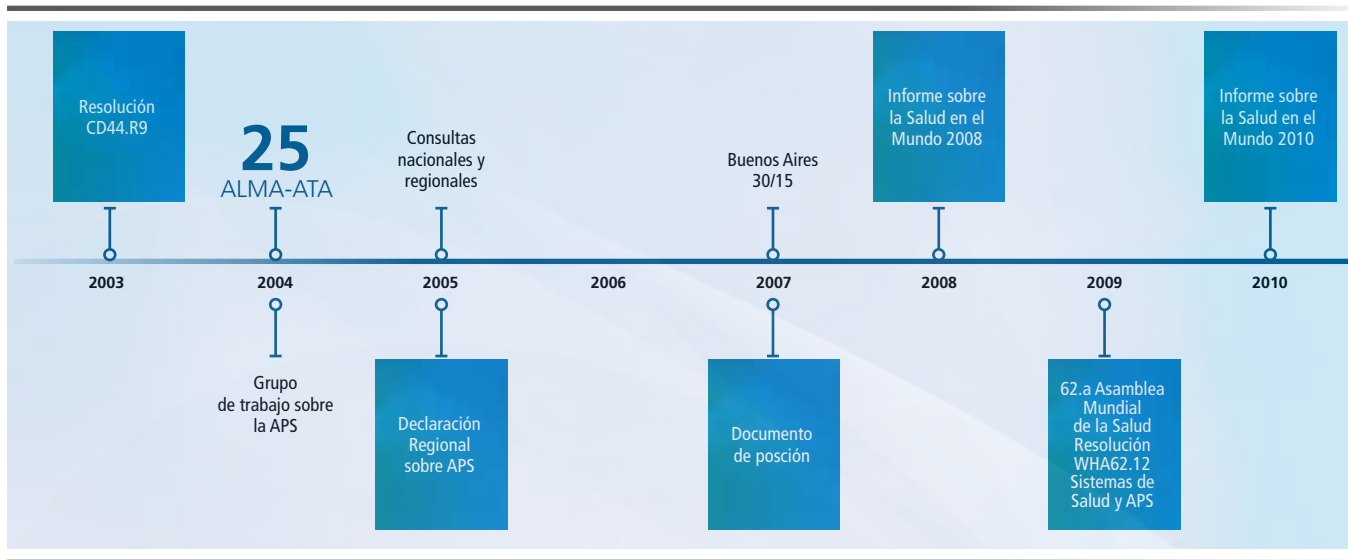 Resolución
CD44.R9
25
ALMA-ATA
Consultas
nacionales y
regionales
Buenos Aires
30/15
Informe sobre
la Salud en el
Mundo 2008
Informe sobre
la Salud en el
Mundo 2010
2003
2004
2005
2006
2007
2008
2009
2010
Grupo
de trabajo sobre
la APS
Declaración
Regional
sobre APS
Documento
de posción
62.a Asamblea
Mundial
de la Salud
Resolución
WHA62.12
Sistemas de
Salud y APS